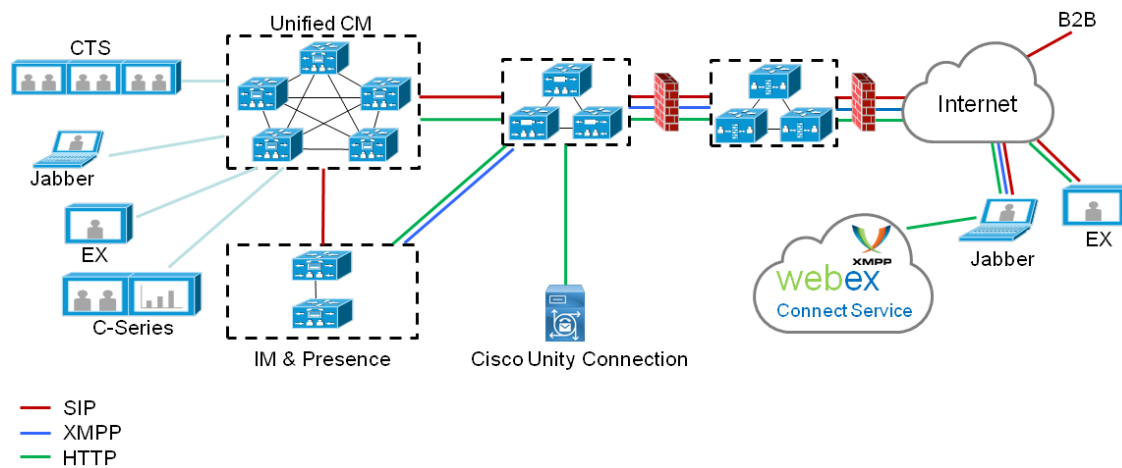 Unified CM
B2B
CTS
Internet
Jabber
EX
C-Series
IM & Presence
Cisco Unity Connection
XMPP
webex
Connect Service
Jabber
EX
SIP
XMPP
HTTP